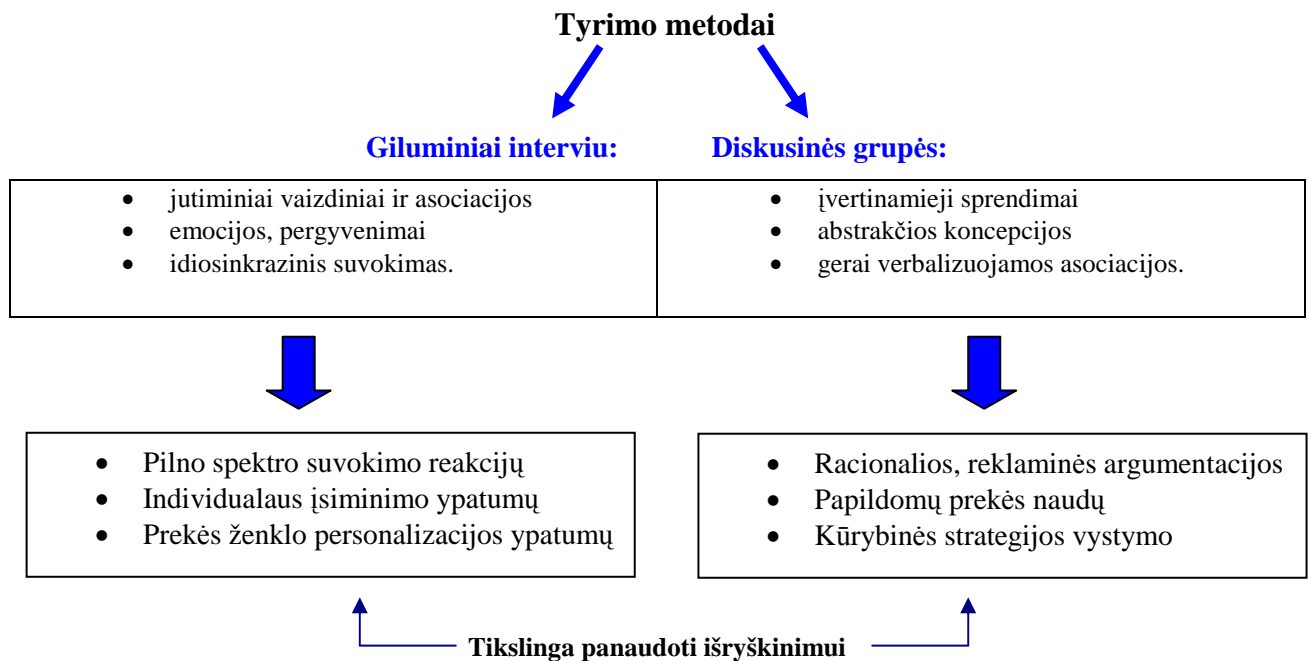 Tyrimo metodai
Giluminiai interviu:
Diskusinės grupės:
• jutiminiai vaizdiniai ir asociacijos
• emocijos, pergyvenimai
• idiosinkrazinis suvokimas.
• įvertinamieji sprendimai
• abstrakčios koncepcijos
• gerai verbalizuojamos asociacijos.
• Pilno spektro suvokimo reakcijų
• Individualaus įsiminimo ypatumų
• Prekės ženklo personalizacijos ypatumų
• Racionalios, reklaminės argumentacijos
• Papildomų prekės naudų
• Kūrybinės strategijos vystymo
Tikslinga panaudoti išryškinimui